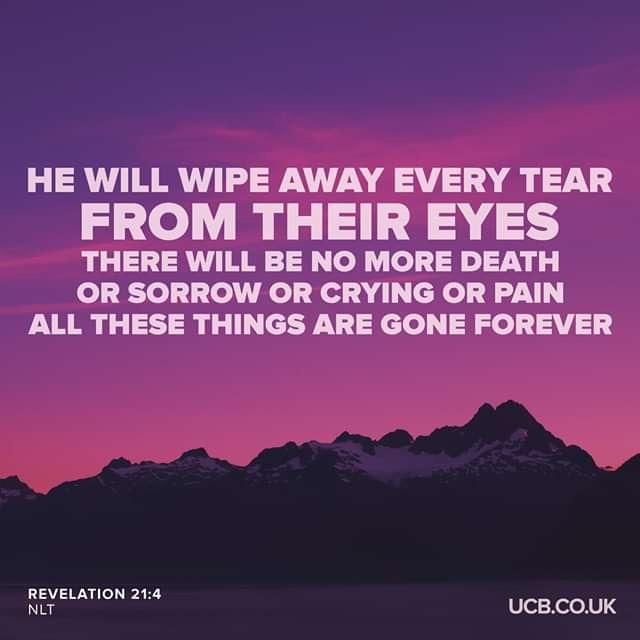 HE WILL WIPE AWAY EVERY TEAR
FROM THEIR EYES
THERE WILL BE NO MORE DEATH
OR SORROW OR CRYING OR PAIN
ALL THESE THINGS ARE GONE FOREVER
REVELATION 21:4
NLT
UCB.CO.UK